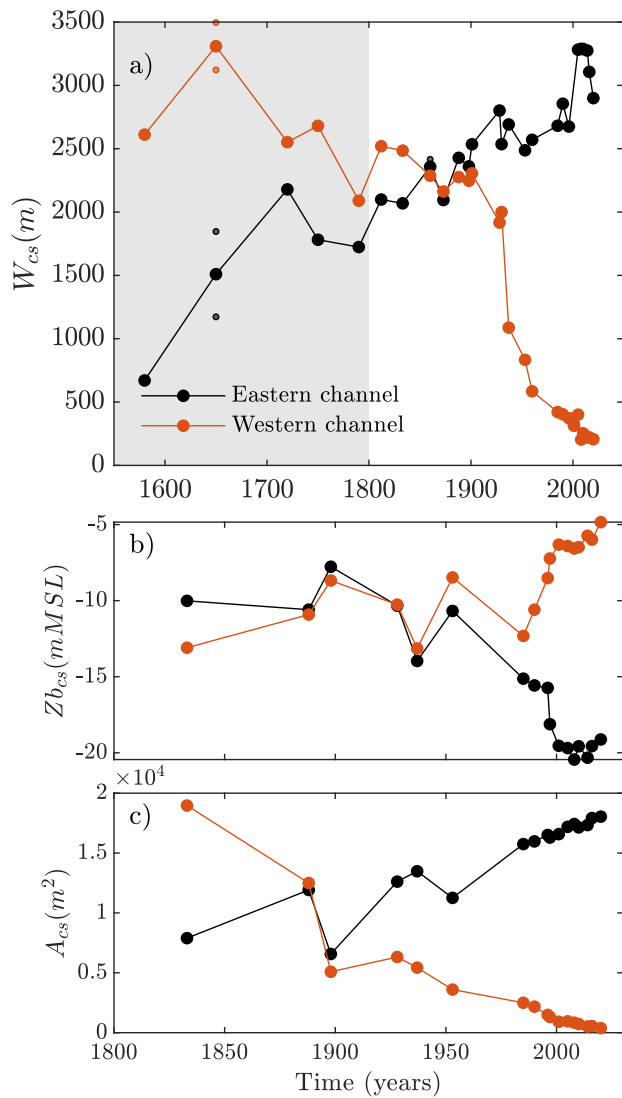 3500
a)
3000
2500
2000
1500
1000
500
0
W_cs(m)
Eastern channel
Western channel
1600 1700 1800 1900 2000
-5
b)
-10
-15
-20
Zb_cs(mMSL)
×10^4
2
c)
1.5
1
0.5
0
A_cs(m^2)
1800 1850 1900 1950 2000
Time (years)